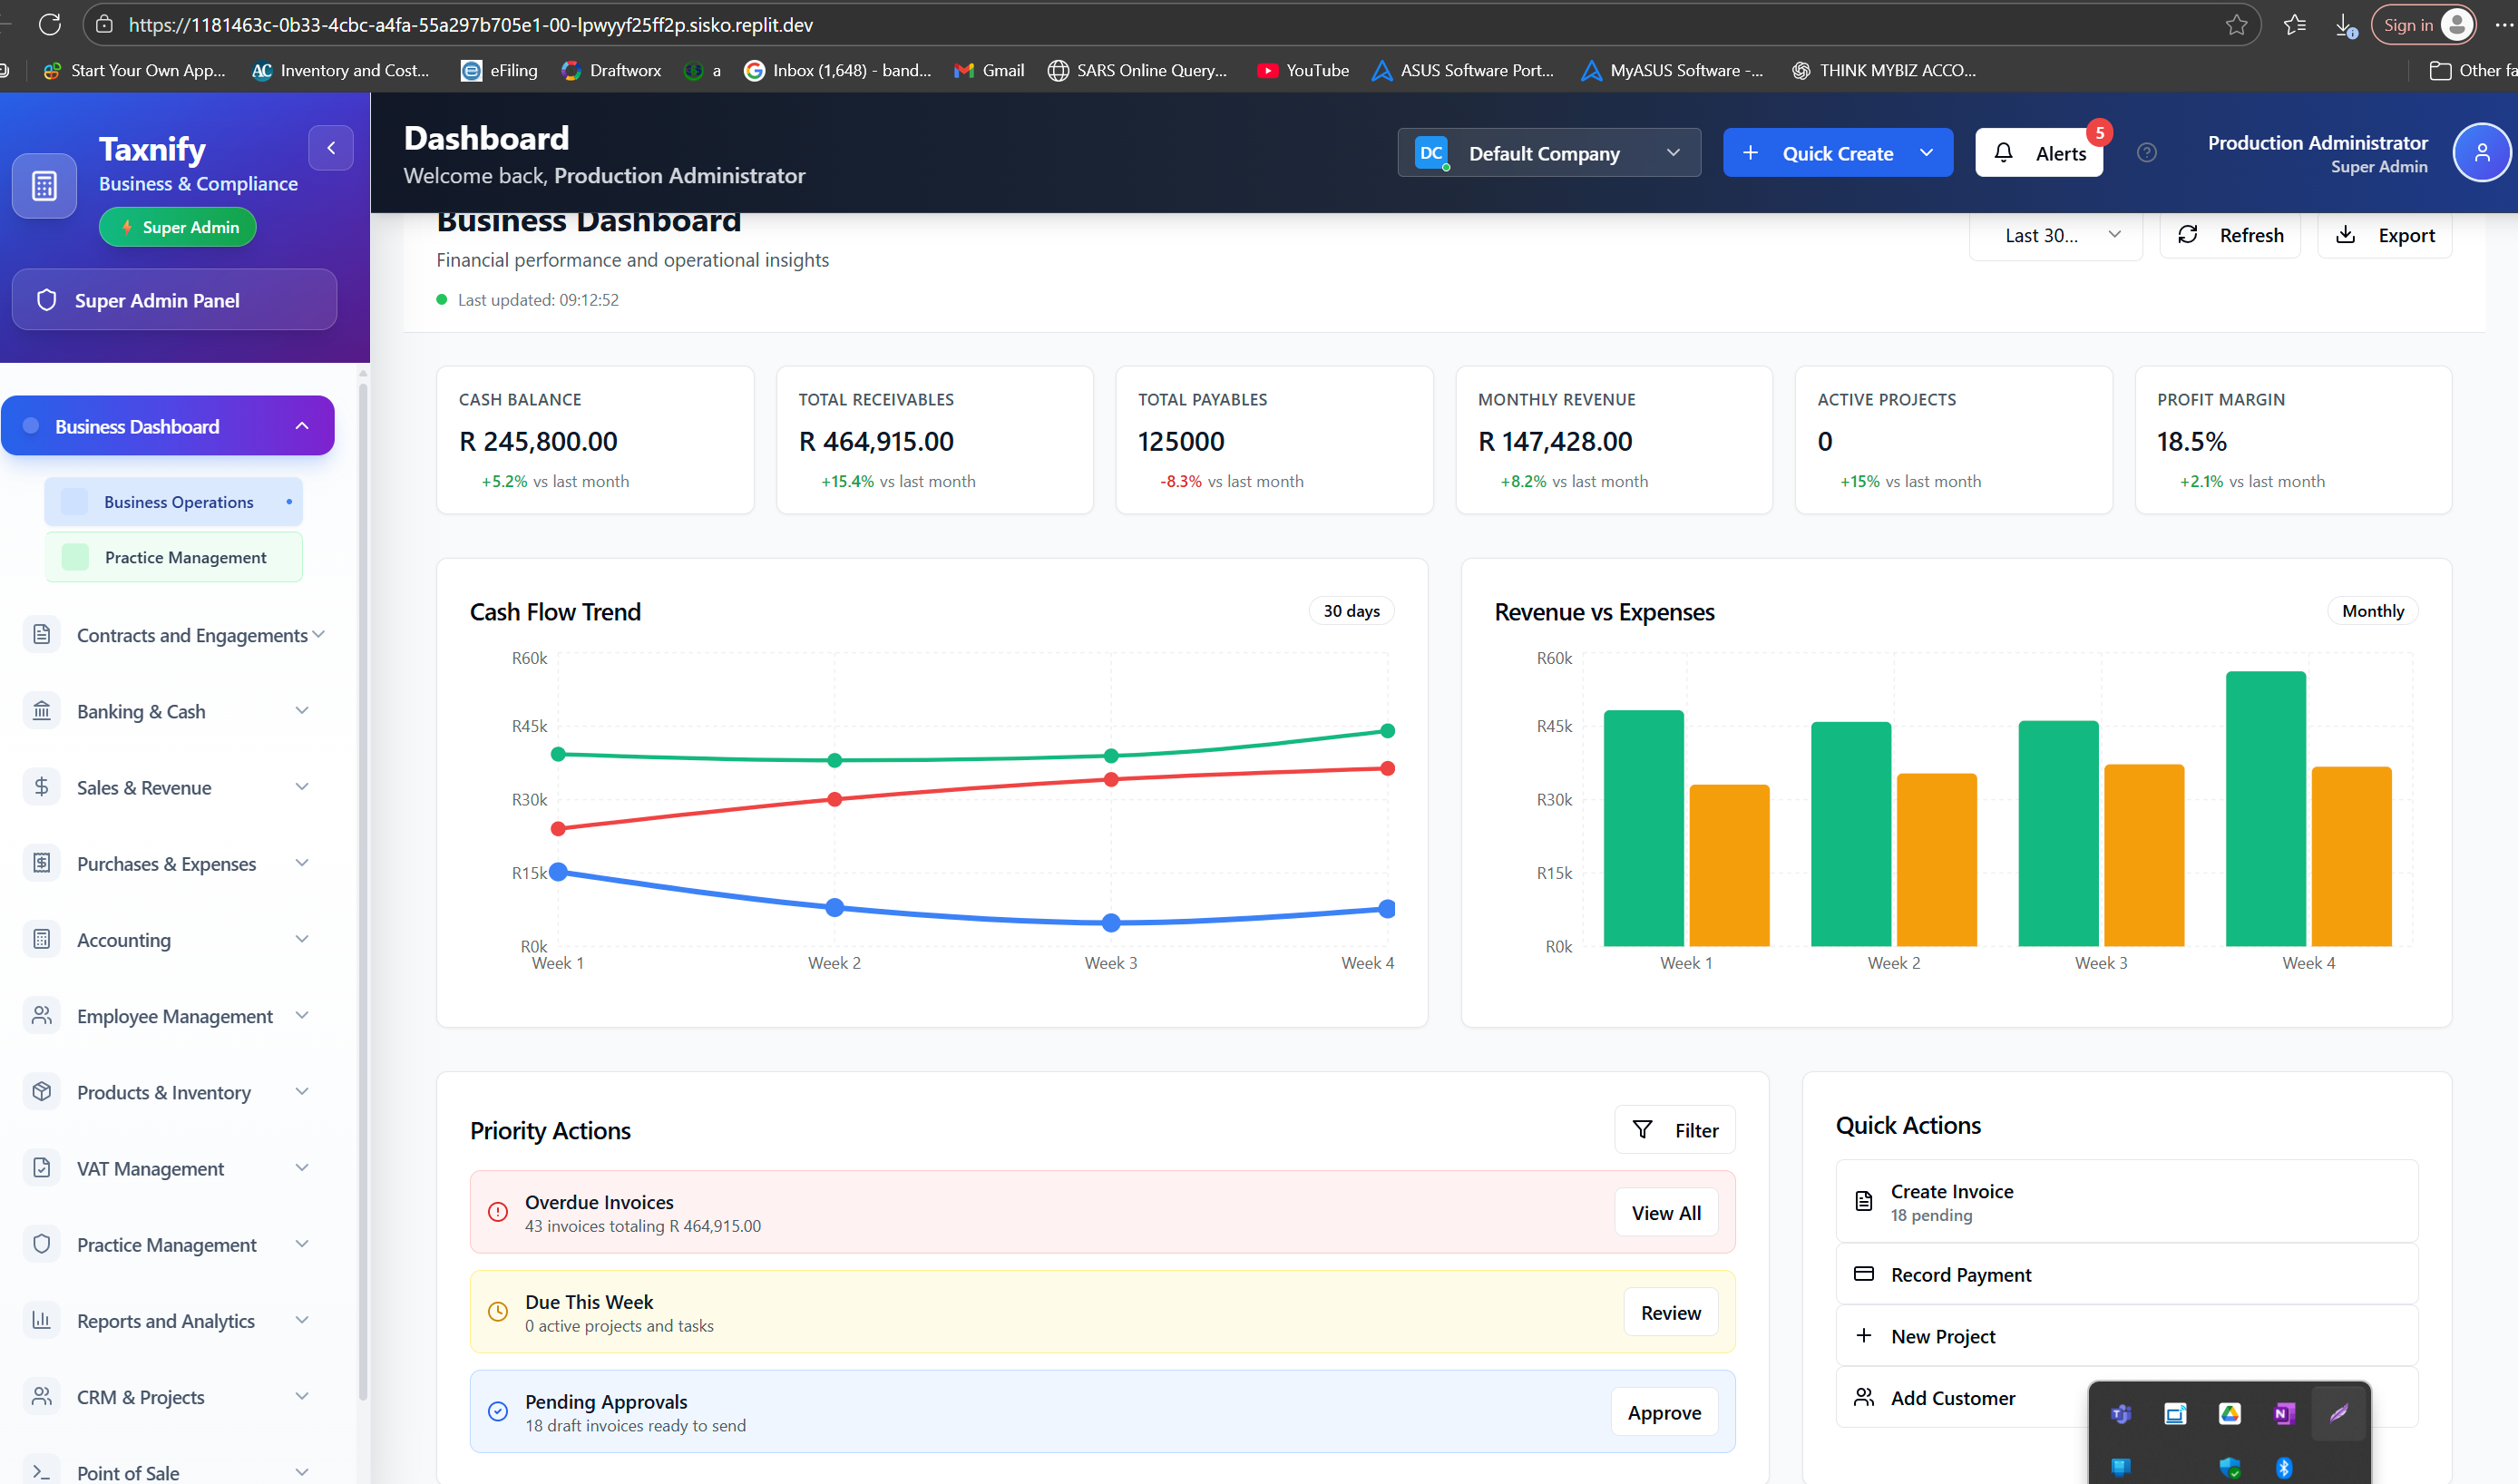 https://1181463c-0b33-4cbc-a4fa-55a297b705e1-00-lpwyyf25ff2p.sisko.replit.dev
Sign in
Start Your Own App...
AC Inventory and Cost...
eFiling
Draftworx
a
Inbox (1,648) - band...
Gmail
SARS Online Query...
YouTube
ASUS Software Port...
MyASUS Software -...
THINK MYBIZ ACCO...
Other fa
Taxnify
Business & Compliance
Super Admin
Super Admin Panel
Dashboard
Welcome back, Production Administrator
DC Default Company
Quick Create
Alerts
5
Production Administrator
Super Admin
Business Dashboard
Business Operations
Practice Management
Contracts and Engagements
Banking & Cash
Sales & Revenue
Purchases & Expenses
Accounting
Employee Management
Products & Inventory
VAT Management
Practice Management
Reports and Analytics
CRM & Projects
Point of Sale
Business Dashboard
Financial performance and operational insights
Last updated: 09:12:52
Last 30...
Refresh
Export
CASH BALANCE
R 245,800.00
+5.2% vs last month
TOTAL RECEIVABLES
R 464,915.00
+15.4% vs last month
TOTAL PAYABLES
125000
-8.3% vs last month
MONTHLY REVENUE
R 147,428.00
+8.2% vs last month
ACTIVE PROJECTS
0
+15% vs last month
PROFIT MARGIN
18.5%
+2.1% vs last month
Cash Flow Trend
30 days
R60k
R45k
R30k
R15k
R0k
Week 1
Week 2
Week 3
Week 4
Revenue vs Expenses
Monthly
R60k
R45k
R30k
R15k
R0k
Week 1
Week 2
Week 3
Week 4
Priority Actions
Filter
Overdue Invoices
43 invoices totaling R 464,915.00
View All
Due This Week
0 active projects and tasks
Review
Pending Approvals
18 draft invoices ready to send
Approve
Quick Actions
Create Invoice
18 pending
Record Payment
New Project
Add Customer